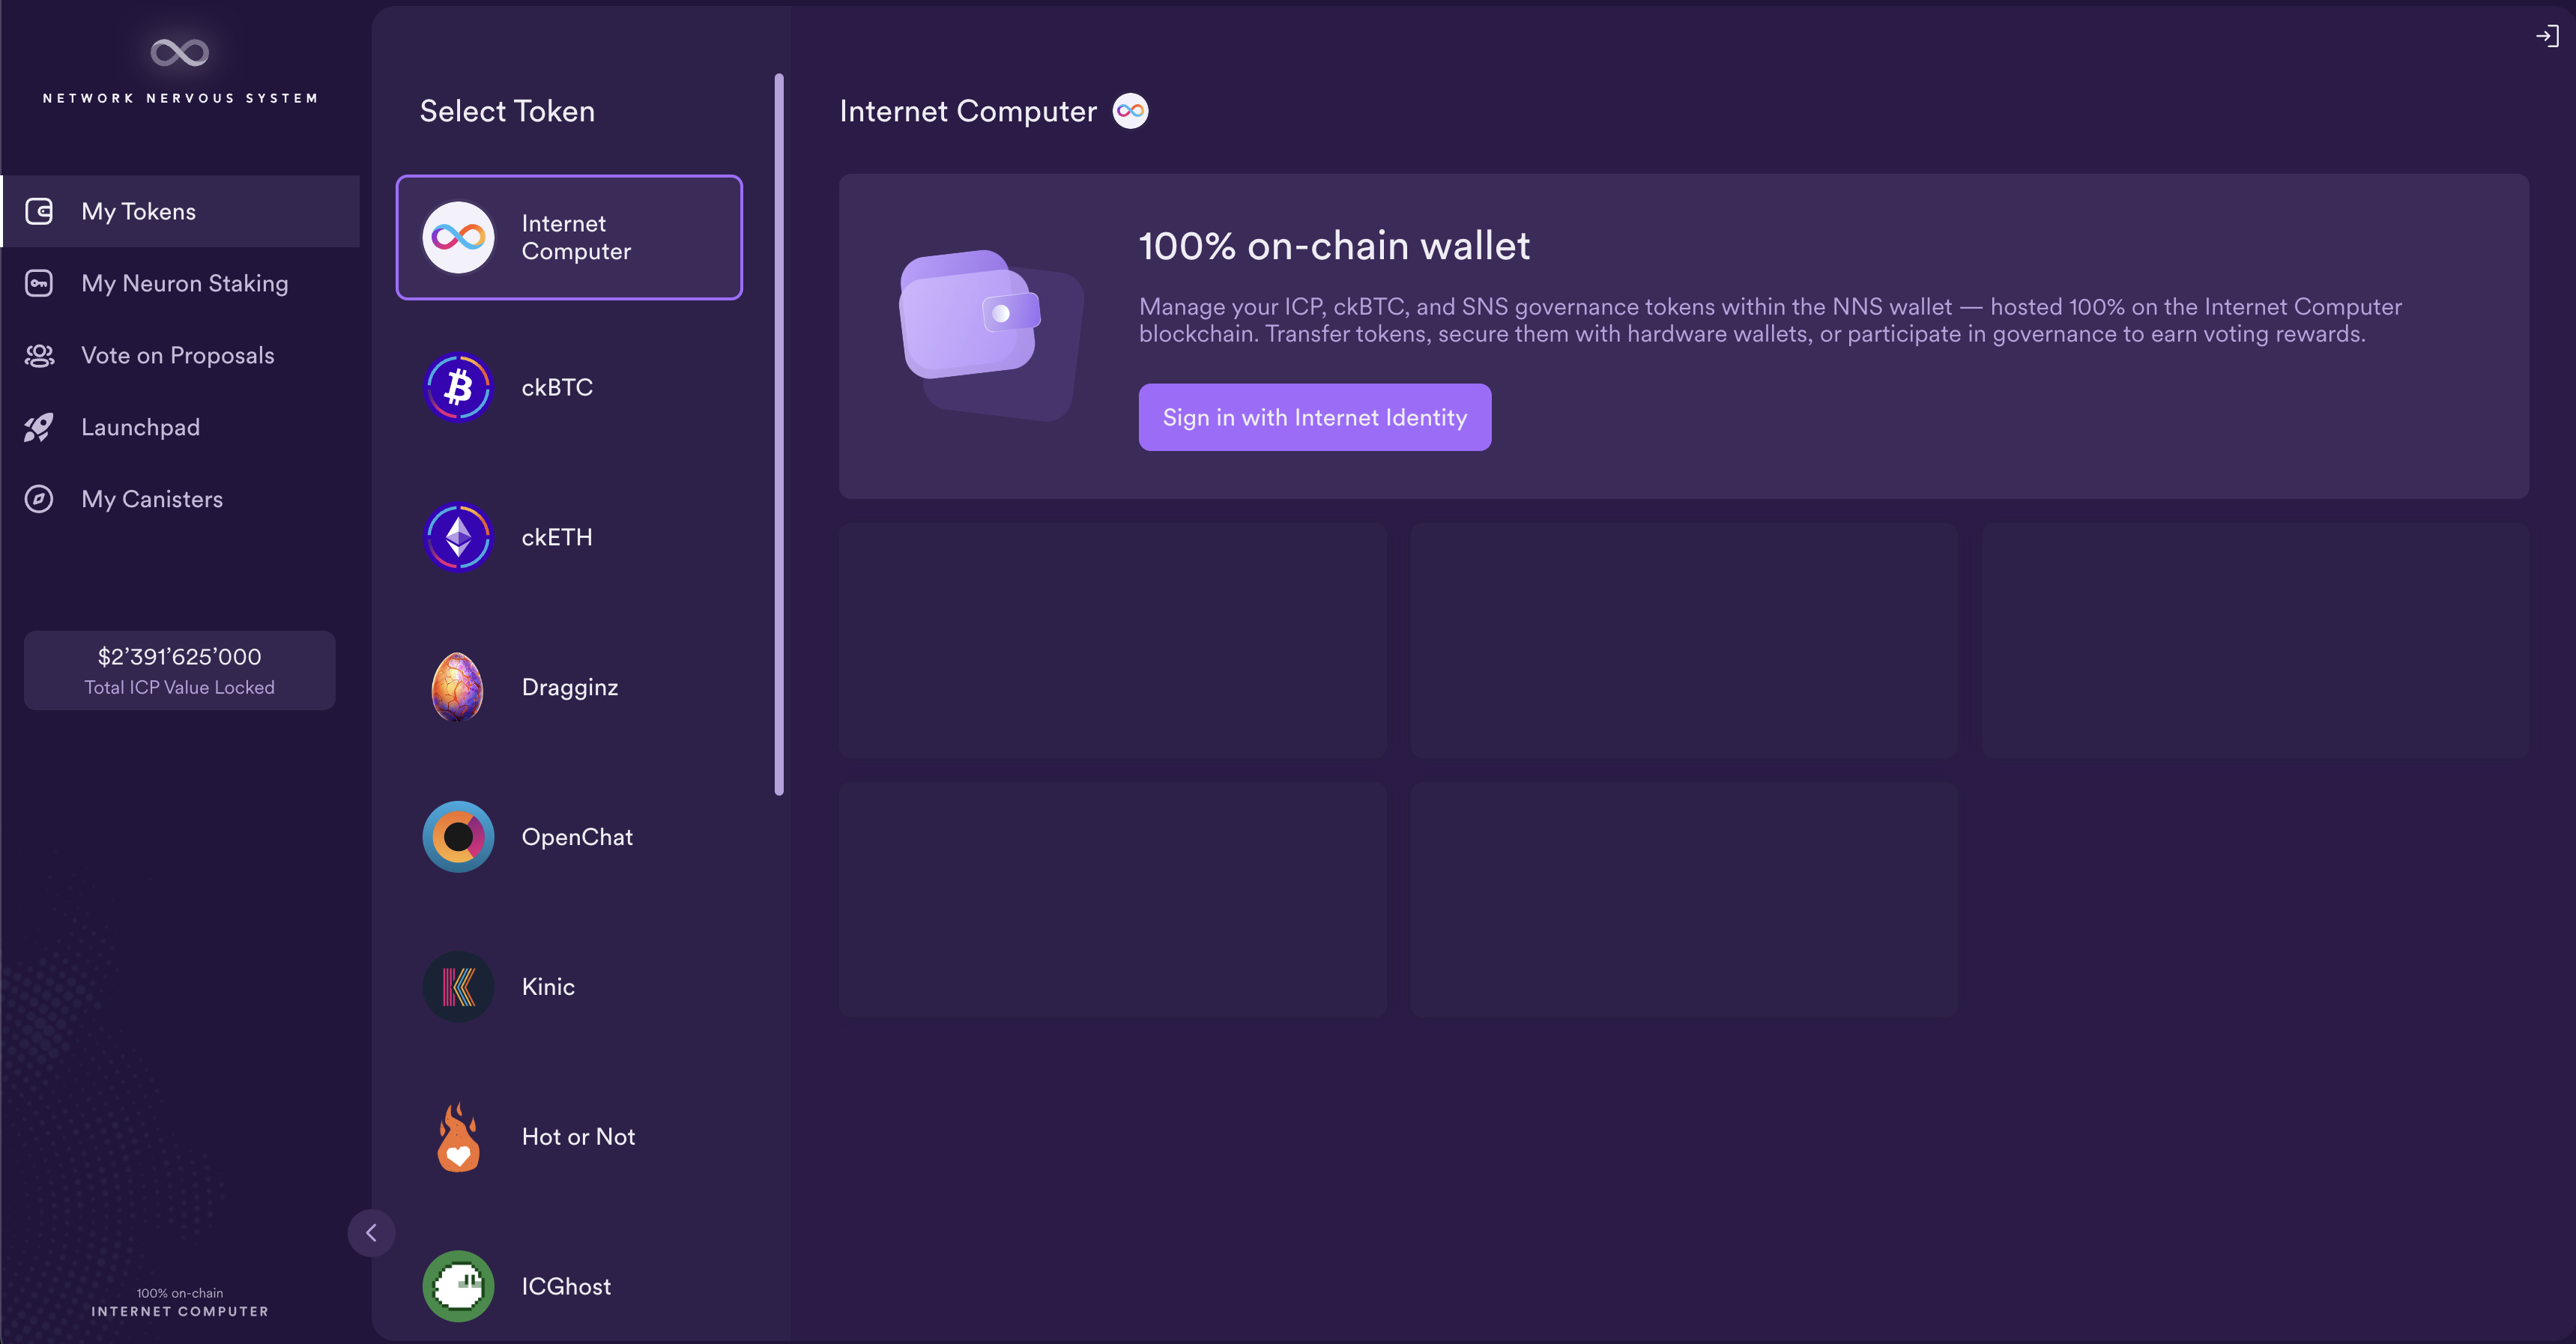 NETWORK NERVOUS SYSTEM
My Tokens
My Neuron Staking
Vote on Proposals
Launchpad
My Canisters
$2’391’625’000
Total ICP Value Locked
100% on-chain
INTERNET COMPUTER
Select Token
Internet
Computer
ckBTC
ckETH
Dragginz
OpenChat
Kinic
Hot or Not
ICGhost
Internet Computer
100% on-chain wallet
Manage your ICP, ckBTC, and SNS governance tokens within the NNS wallet — hosted 100% on the Internet Computer
blockchain. Transfer tokens, secure them with hardware wallets, or participate in governance to earn voting rewards.
Sign in with Internet Identity